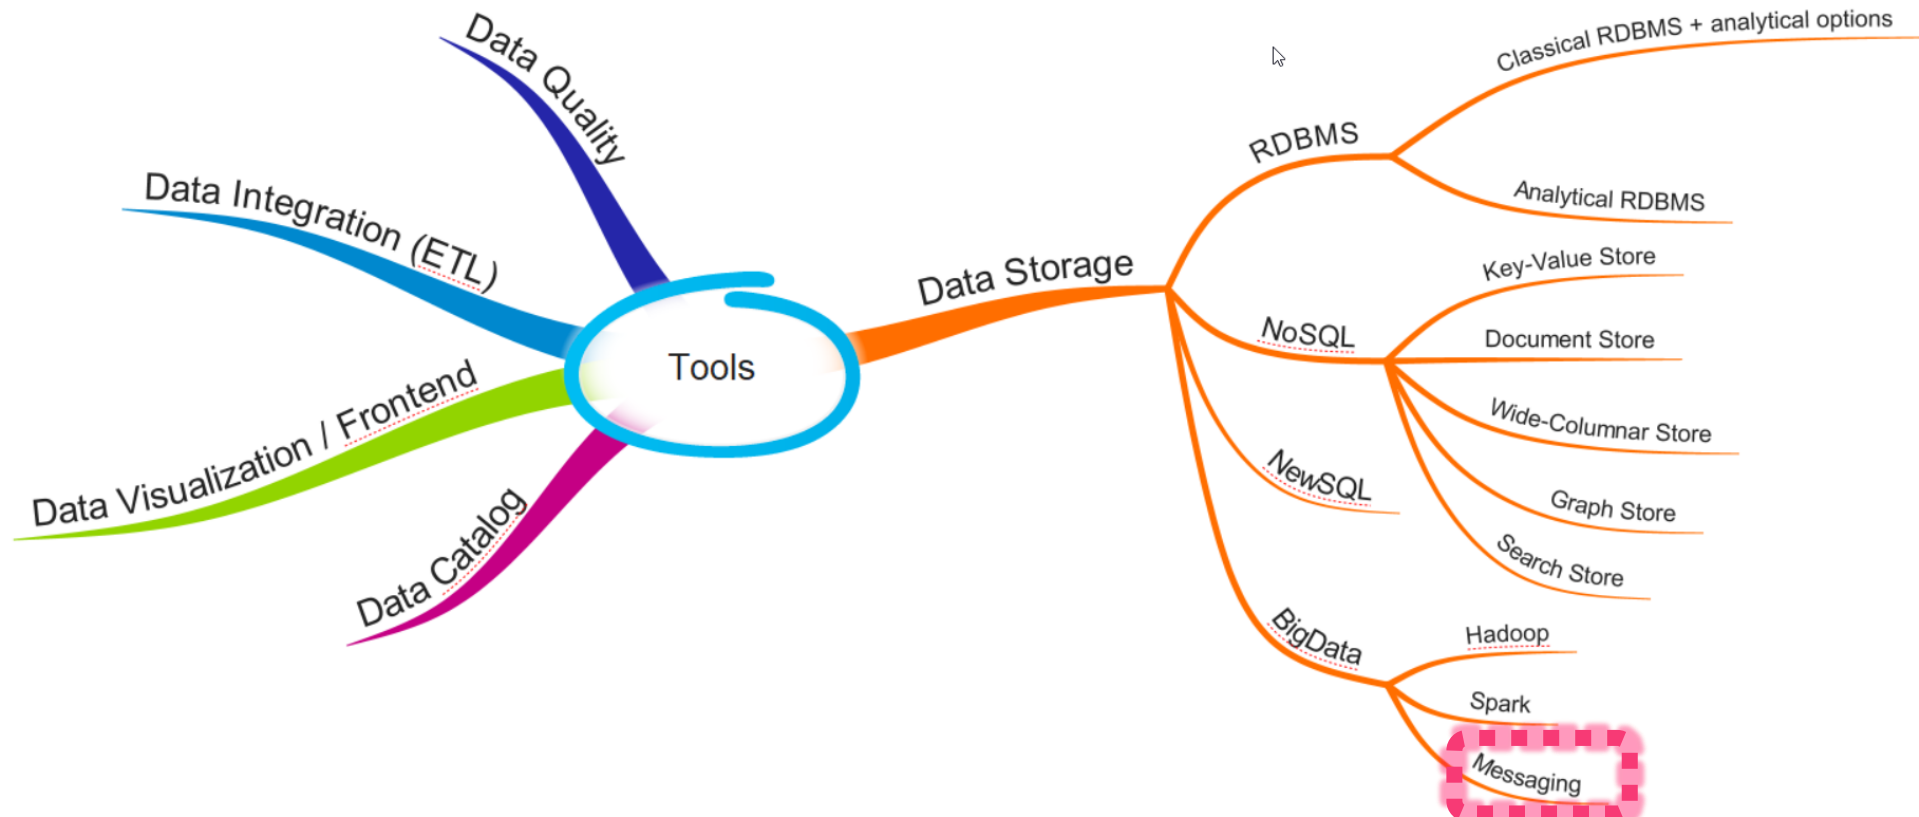 Data Quality
Data Integration (ETL)
Data Visualization / Frontend
Data Catalog
Tools
Data Storage
RDBMS
Classical RDBMS + analytical options
Analytical RDBMS
NoSQL
Key-Value Store
Document Store
Wide-Columnar Store
Graph Store
Search Store
NewSQL
BigData
Hadoop
Spark
Messaging